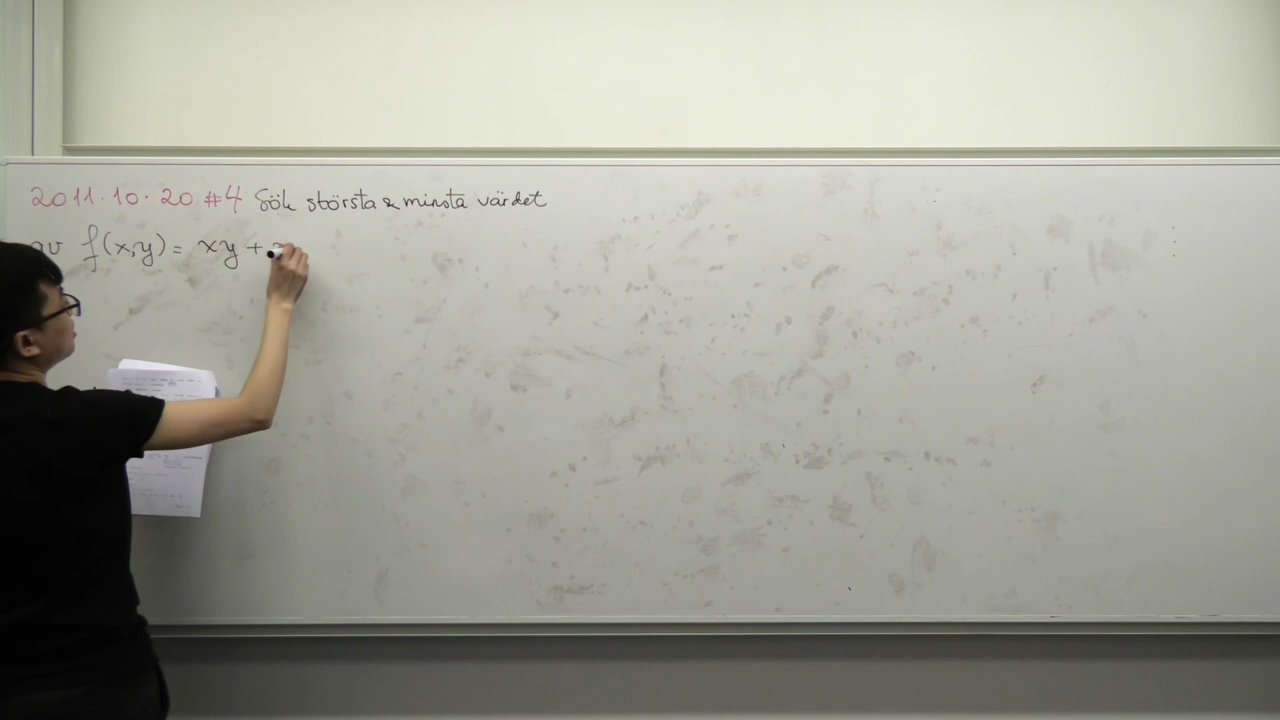 2011.10.20 #4 Sök största & minsta värdet
av f(x,y) = xy +